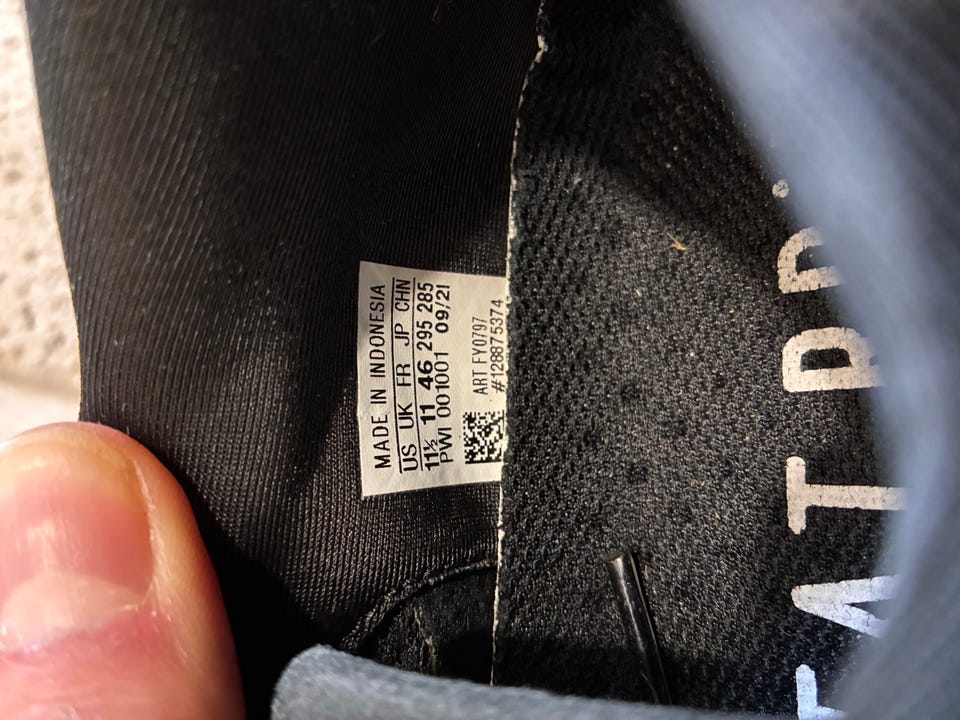 MADE IN INDONESIA
US UK FR JP CHN
11½ 11 46 295 285
PWI 001001 09/21
ART FY0797
#128875374